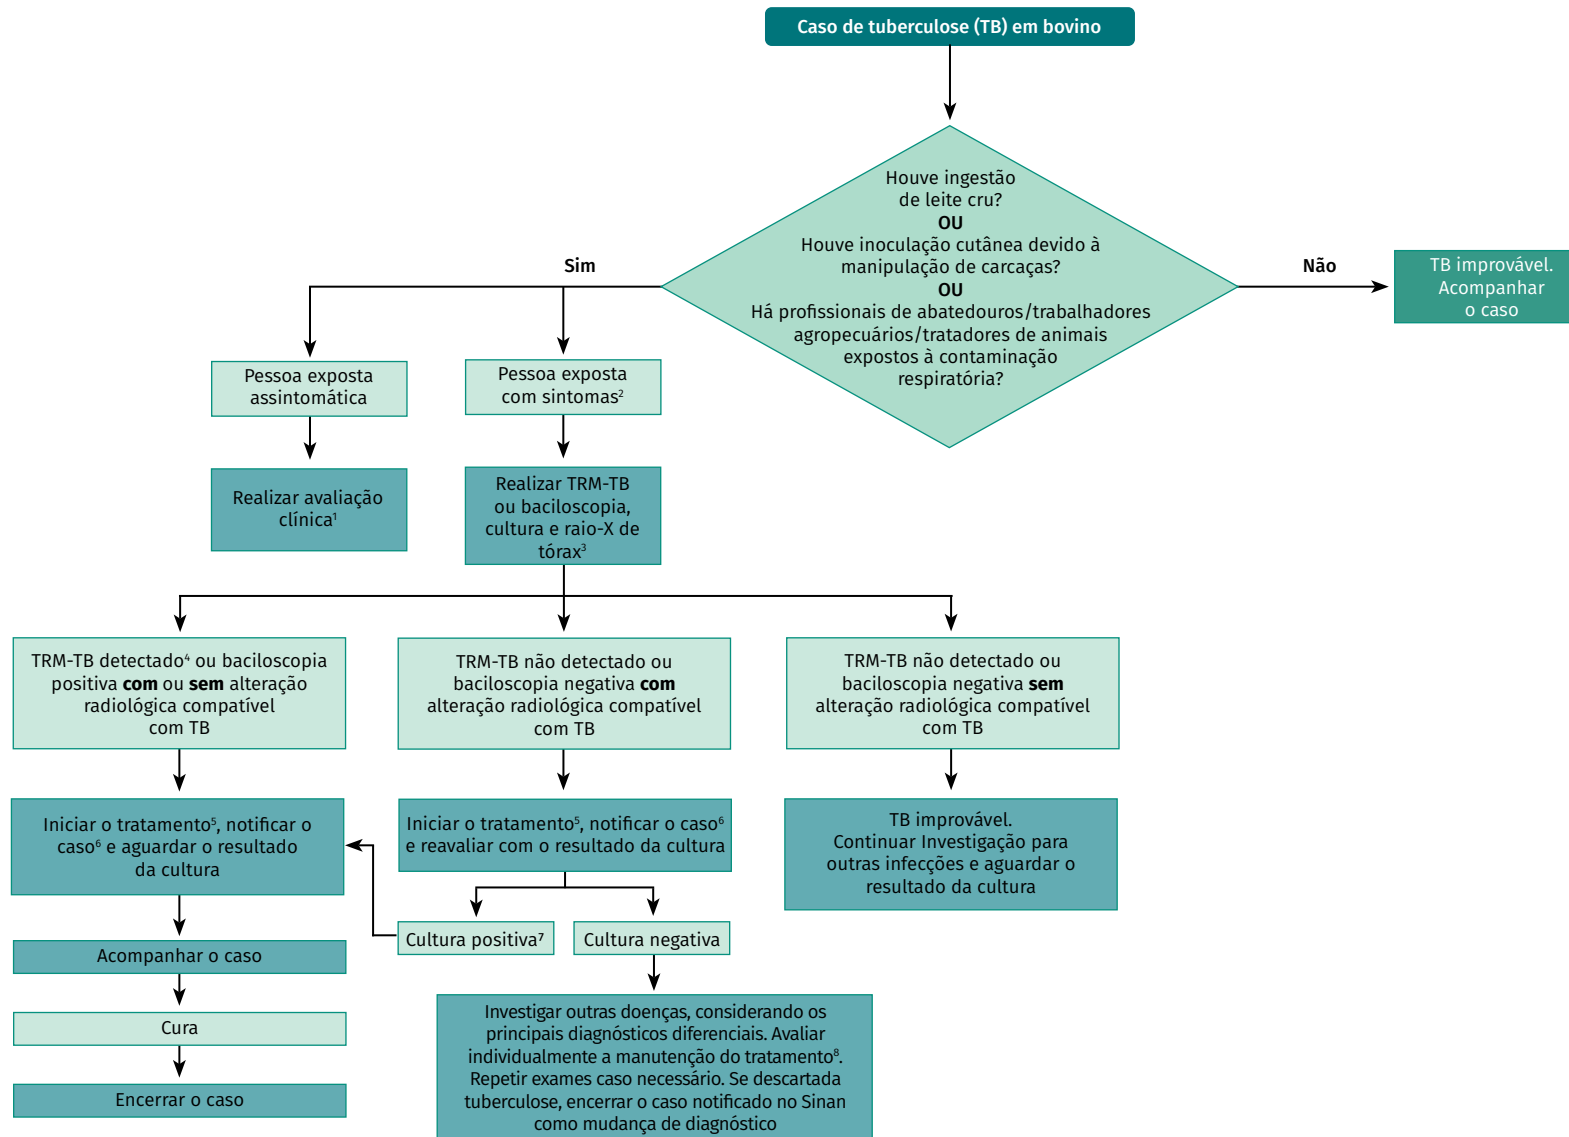 Caso de tuberculose (TB) em bovino
Houve ingestão
de leite cru?
OU
Houve inoculação cutânea devido à
manipulação de carcaças?
OU
Há profissionais de abatedouros/trabalhadores
agropecuários/tratadores de animais
expostos à contaminação
respiratória?
Sim
Não
TB improvável.
Acompanhar
o caso
Pessoa exposta
assintomática
Pessoa exposta
com sintomas²
Realizar avaliação
clínica¹
Realizar TRM-TB
ou baciloscopia,
cultura e raio-X de
tórax³
TRM-TB detectado⁴ ou baciloscopia
positiva com ou sem alteração
radiológica compatível
com TB
TRM-TB não detectado ou
baciloscopia negativa com
alteração radiológica compatível
com TB
TRM-TB não detectado ou
baciloscopia negativa sem
alteração radiológica compatível
com TB
Iniciar o tratamento⁵, notificar o
caso⁶ e aguardar o resultado
da cultura
Iniciar o tratamento⁵, notificar o caso⁶
e reavaliar com o resultado da cultura
TB improvável.
Continuar Investigação para
outras infecções e aguardar o
resultado da cultura
Cultura positiva⁷
Cultura negativa
Acompanhar o caso
Cura
Encerrar o caso
Investigar outras doenças, considerando os
principais diagnósticos diferenciais. Avaliar
individualmente a manutenção do tratamento⁸.
Repetir exames caso necessário. Se descartada
tuberculose, encerrar o caso notificado no Sinan
como mudança de diagnóstico